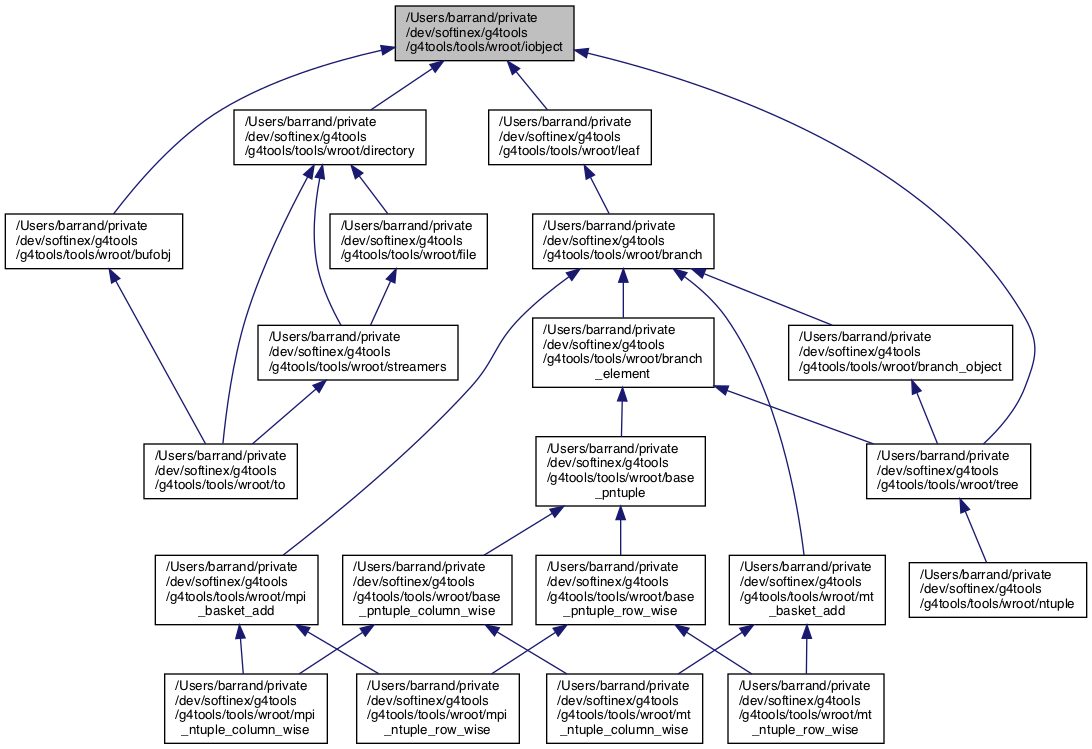 /Users/barrand/private
/dev/softinex/g4tools
/g4tools/tools/wroot/iobject
/Users/barrand/private
/dev/softinex/g4tools
/g4tools/tools/wroot/directory
/Users/barrand/private
/dev/softinex/g4tools
/g4tools/tools/wroot/leaf
/Users/barrand/private
/dev/softinex/g4tools
/g4tools/tools/wroot/bufobj
/Users/barrand/private
/dev/softinex/g4tools
/g4tools/tools/wroot/file
/Users/barrand/private
/dev/softinex/g4tools
/g4tools/tools/wroot/branch
/Users/barrand/private
/dev/softinex/g4tools
/g4tools/tools/wroot/streamers
/Users/barrand/private
/dev/softinex/g4tools
/g4tools/tools/wroot/branch
_element
/Users/barrand/private
/dev/softinex/g4tools
/g4tools/tools/wroot/branch_object
/Users/barrand/private
/dev/softinex/g4tools
/g4tools/tools/wroot/to
/Users/barrand/private
/dev/softinex/g4tools
/g4tools/tools/wroot/base
_pntuple
/Users/barrand/private
/dev/softinex/g4tools
/g4tools/tools/wroot/tree
/Users/barrand/private
/dev/softinex/g4tools
/g4tools/tools/wroot/mpi
_basket_add
/Users/barrand/private
/dev/softinex/g4tools
/g4tools/tools/wroot/base
_pntuple_column_wise
/Users/barrand/private
/dev/softinex/g4tools
/g4tools/tools/wroot/base
_pntuple_row_wise
/Users/barrand/private
/dev/softinex/g4tools
/g4tools/tools/wroot/mt
_basket_add
/Users/barrand/private
/dev/softinex/g4tools
/g4tools/tools/wroot/ntuple
/Users/barrand/private
/dev/softinex/g4tools
/g4tools/tools/wroot/mpi
_ntuple_column_wise
/Users/barrand/private
/dev/softinex/g4tools
/g4tools/tools/wroot/mpi
_ntuple_row_wise
/Users/barrand/private
/dev/softinex/g4tools
/g4tools/tools/wroot/mt
_ntuple_column_wise
/Users/barrand/private
/dev/softinex/g4tools
/g4tools/tools/wroot/mt
_ntuple_row_wise